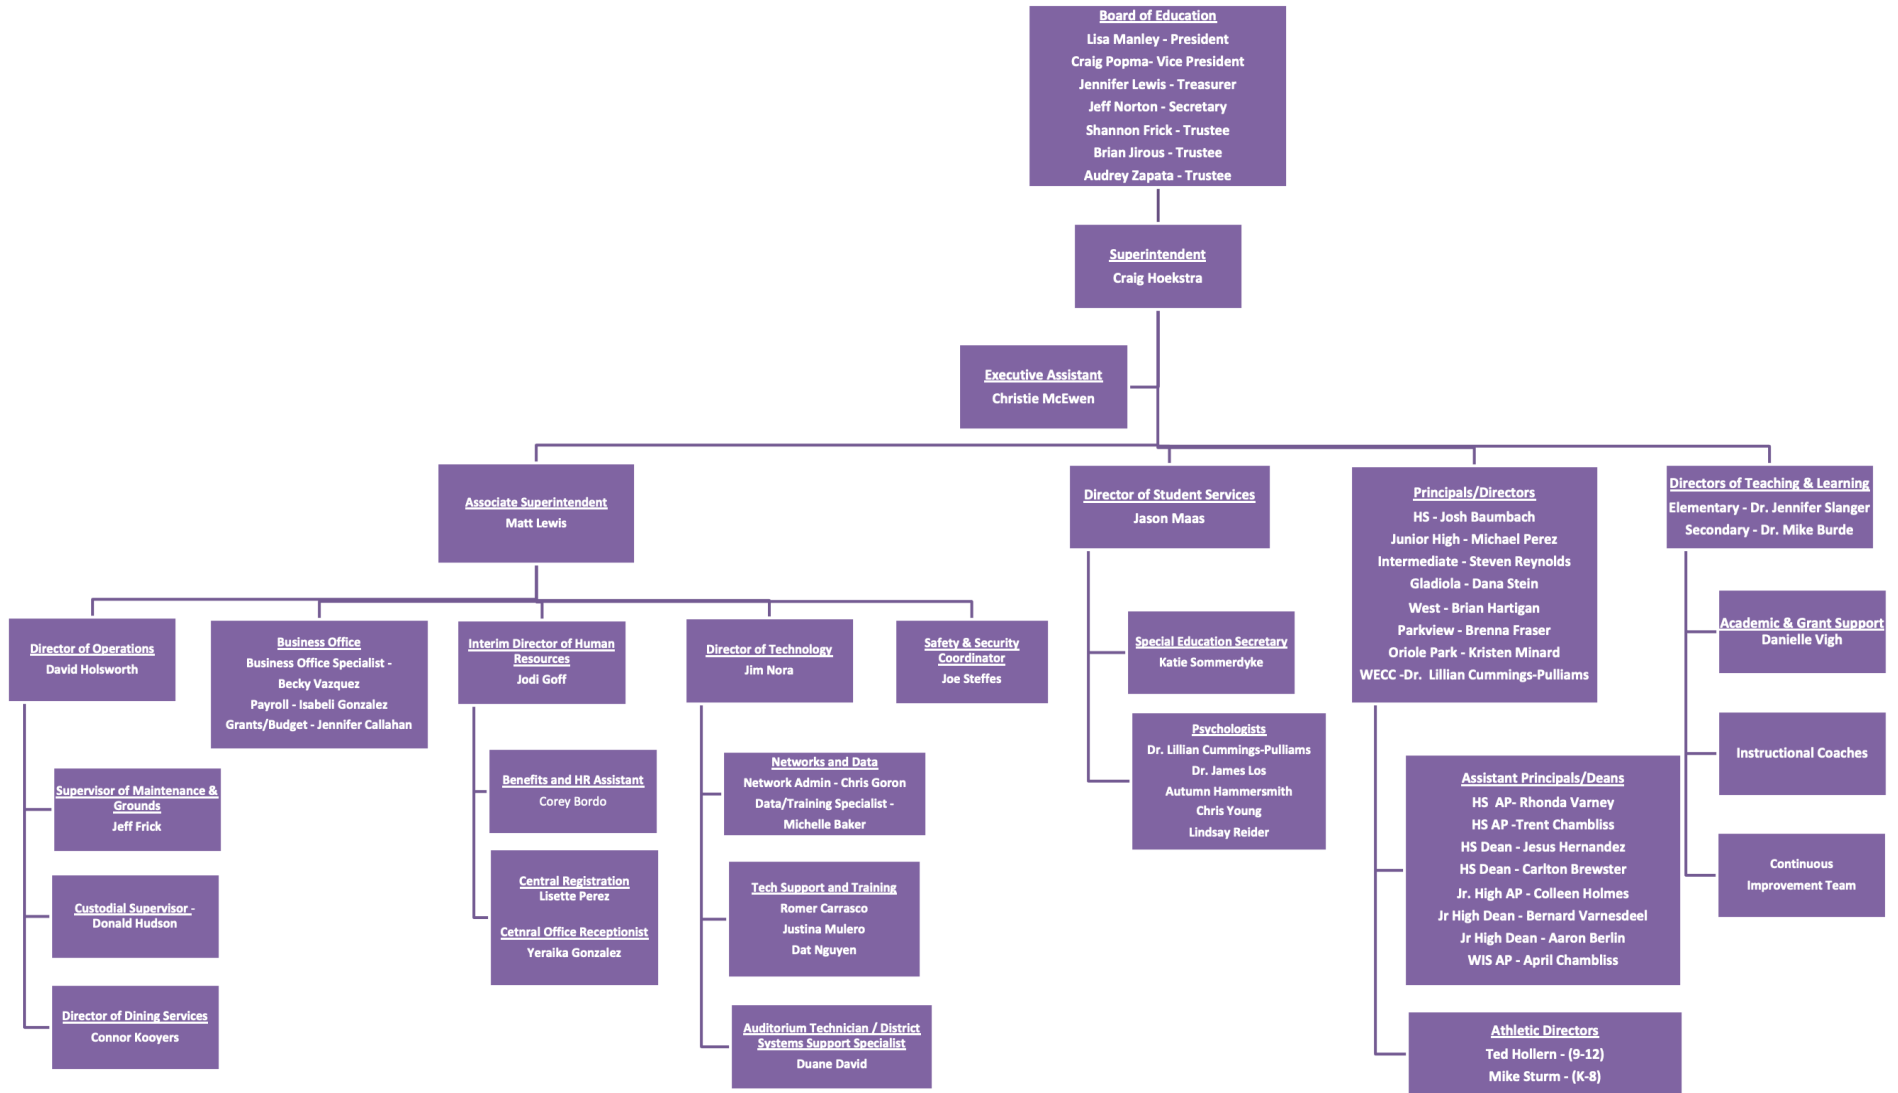 Board of Education
Lisa Manley - President
Craig Popma- Vice President
Jennifer Lewis - Treasurer
Jeff Norton - Secretary
Shannon Frick - Trustee
Brian Jirous - Trustee
Audrey Zapata - Trustee
Superintendent
Craig Hoekstra
Executive Assistant
Christie McEwen
Associate Superintendent
Matt Lewis
Director of Operations
David Holsworth
Supervisor of Maintenance &
Grounds
Jeff Frick
Custodial Supervisor -
Donald Hudson
Director of Dining Services
Connor Kooyers
Business Office
Business Office Specialist -
Becky Vazquez
Payroll - Isabeli Gonzalez
Grants/Budget - Jennifer Callahan
Interim Director of Human
Resources
Jodi Goff
Benefits and HR Assistant
Corey Bordo
Central Registration
Lisette Perez
Cetnral Office Receptionist
Yeraika Gonzalez
Director of Technology
Jim Nora
Networks and Data
Network Admin - Chris Goron
Data/Training Specialist -
Michelle Baker
Tech Support and Training
Romer Carrasco
Justina Mulero
Dat Nguyen
Auditorium Technician / District
Systems Support Specialist
Duane David
Safety & Security
Coordinator
Joe Steffes
Director of Student Services
Jason Maas
Special Education Secretary
Katie Sommerdyke
Psychologists
Dr. Lillian Cummings-Pulliams
Dr. James Los
Autumn Hammersmith
Chris Young
Lindsay Reider
Principals/Directors
HS - Josh Baumbach
Junior High - Michael Perez
Intermediate - Steven Reynolds
Gladiola - Dana Stein
West - Brian Hartigan
Parkview - Brenna Fraser
Oriole Park - Kristen Minard
WECC -Dr. Lillian Cummings-Pulliams
Assistant Principals/Deans
HS AP- Rhonda Varney
HS AP -Trent Chambliss
HS Dean - Jesus Hernandez
HS Dean - Carlton Brewster
Jr. High AP - Colleen Holmes
Jr High Dean - Bernard Varnesdeel
Jr High Dean - Aaron Berlin
WIS AP - April Chambliss
Athletic Directors
Ted Hollern - (9-12)
Mike Sturm - (K-8)
Directors of Teaching & Learning
Elementary - Dr. Jennifer Slanger
Secondary - Dr. Mike Burde
Academic & Grant Support
Danielle Vigh
Instructional Coaches
Continuous
Improvement Team